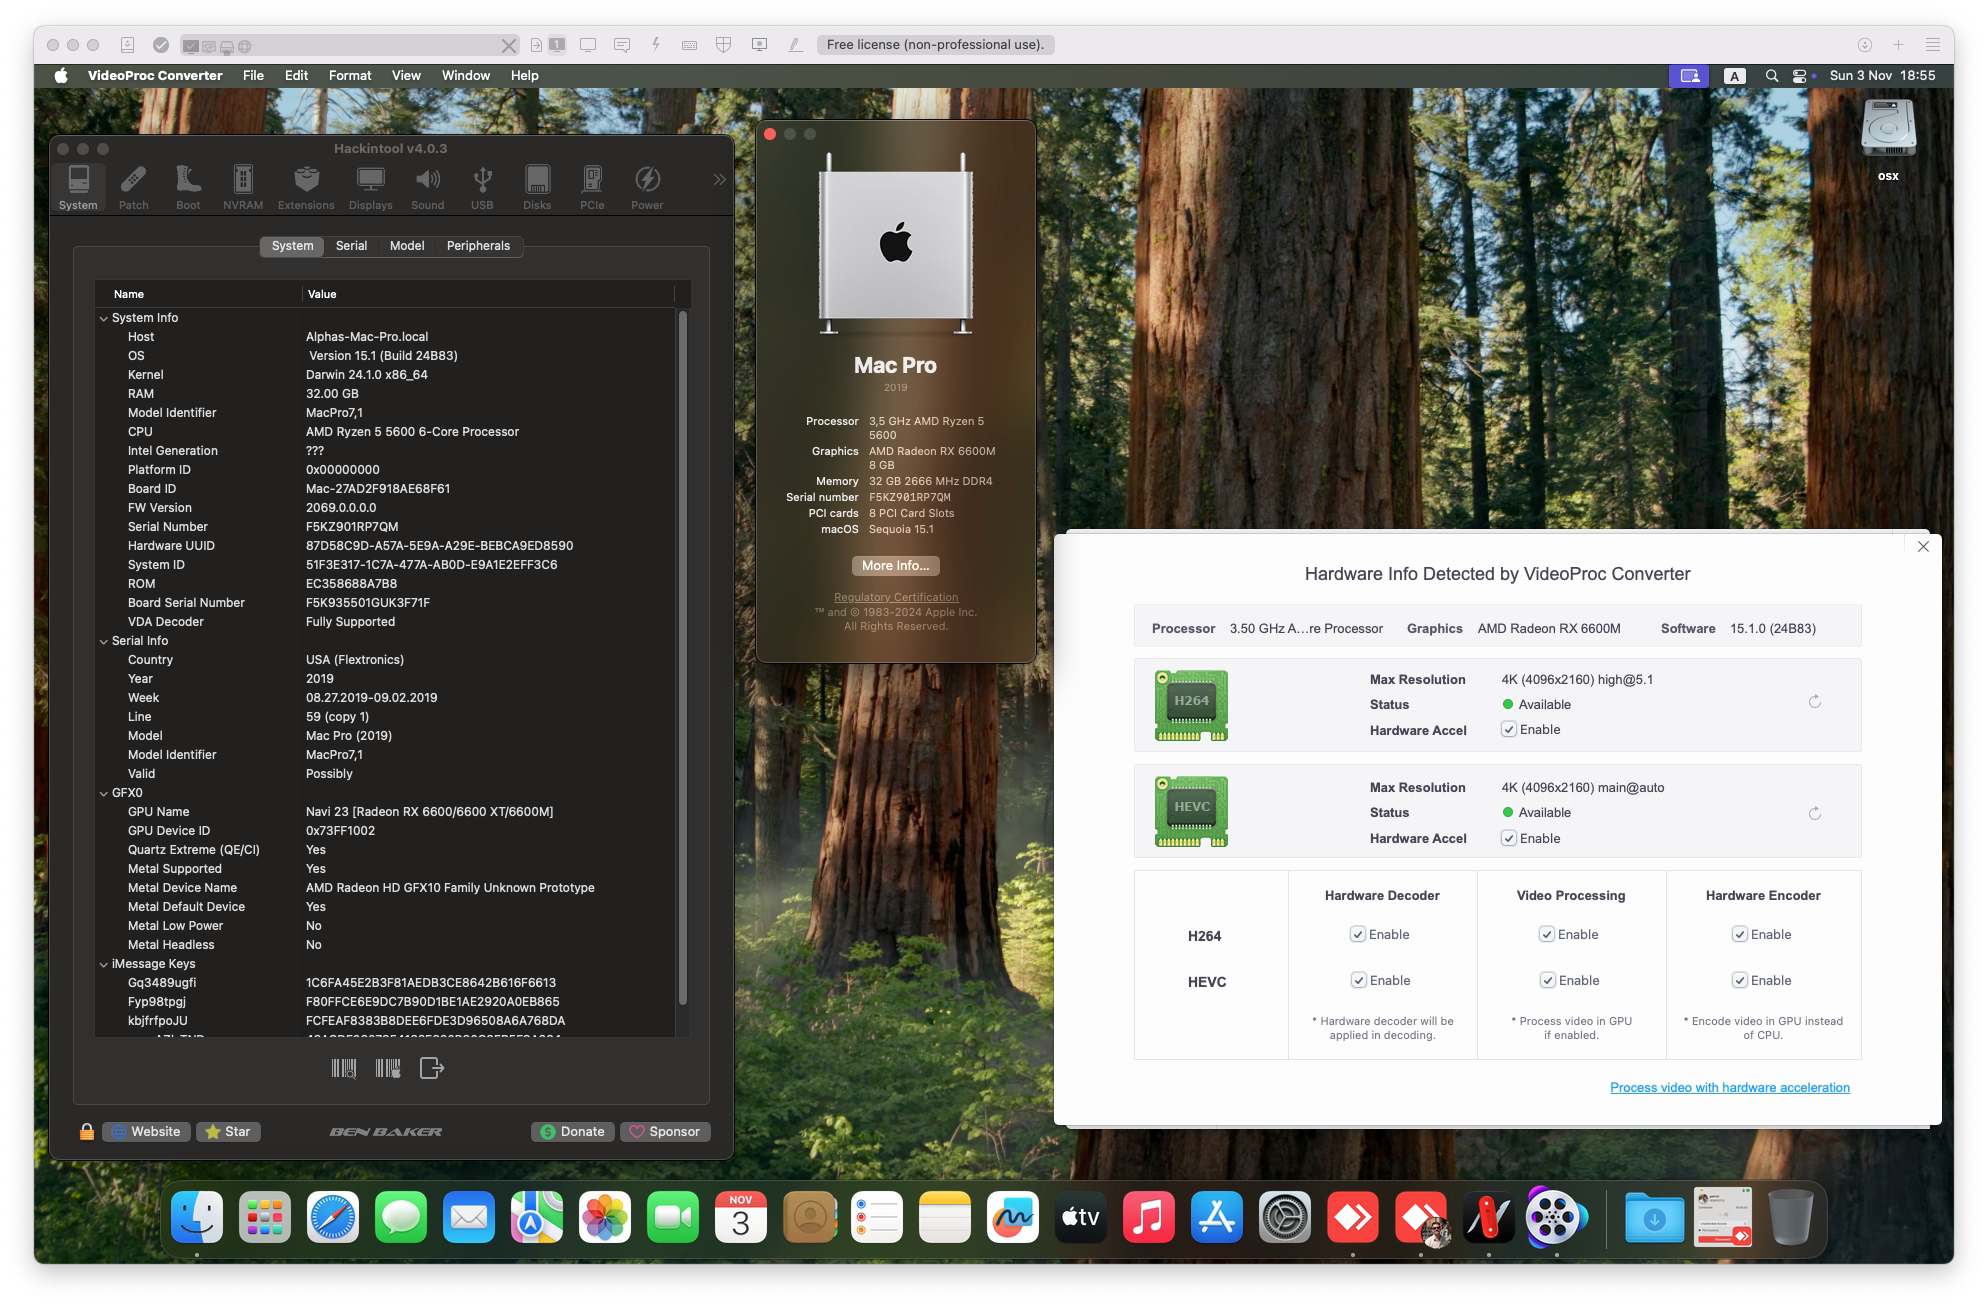 1
Free license (non-professional use).
VideoProc Converter File Edit Format View Window Help
A
Sun 3 Nov 18:55
osx
Hackintool v4.0.3
System Patch Boot NVRAM Extensions Displays Sound USB Disks PCIe Power
System Serial Model Peripherals
Name Value
System Info
Host Alphas-Mac-Pro.local
OS Version 15.1 (Build 24B83)
Kernel Darwin 24.1.0 x86_64
RAM 32.00 GB
Model Identifier MacPro7,1
CPU AMD Ryzen 5 5600 6-Core Processor
Intel Generation ???
Platform ID 0x00000000
Board ID Mac-27AD2F918AE68F61
FW Version 2069.0.0.0.0
Serial Number F5KZ901RP7QM
Hardware UUID 87D58C9D-A57A-5E9A-A29E-BEBCA9ED8590
System ID 51F3E317-1C7A-477A-AB0D-E9A1E2EFF3C6
ROM EC358688A7B8
Board Serial Number F5K935501GUK3F71F
VDA Decoder Fully Supported
Serial Info
Country USA (Flextronics)
Year 2019
Week 08.27.2019-09.02.2019
Line 59 (copy 1)
Model Mac Pro (2019)
Model Identifier MacPro7,1
Valid Possibly
GFX0
GPU Name Navi 23 [Radeon RX 6600/6600 XT/6600M]
GPU Device ID 0x73FF1002
Quartz Extreme (QE/CI) Yes
Metal Supported Yes
Metal Device Name AMD Radeon HD GFX10 Family Unknown Prototype
Metal Default Device Yes
Metal Low Power No
Metal Headless No
iMessage Keys
Gq3489ugfi 1C6FA45E2B3F81AEDB3CE8642B616F6613
Fyp98tpgj F80FFCE6E9DC7B90D1BE1AE2920A0EB865
kbjfrfpoJU FCFEAF8383B8DEE6FDE3D96508A6A768DA
Website Star BEN BAKER Donate Sponsor
Mac Pro
2019
Processor 3,5 GHz AMD Ryzen 5
5600
Graphics AMD Radeon RX 6600M
8 GB
Memory 32 GB 2666 MHz DDR4
Serial number F5KZ901RP7QM
PCI cards 8 PCI Card Slots
macOS Sequoia 15.1
More Info...
Regulatory Certification
™ and © 1983-2024 Apple Inc.
All Rights Reserved.
Hardware Info Detected by VideoProc Converter
Processor 3.50 GHz A...re Processor Graphics AMD Radeon RX 6600M Software 15.1.0 (24B83)
H264
Max Resolution 4K (4096x2160) high@5.1
Status Available
Hardware Accel Enable
HEVC
Max Resolution 4K (4096x2160) main@auto
Status Available
Hardware Accel Enable
Hardware Decoder Video Processing Hardware Encoder
H264 Enable Enable Enable
HEVC Enable Enable Enable
* Hardware decoder will be applied in decoding.
* Process video in GPU if enabled.
* Encode video in GPU instead of CPU.
Process video with hardware acceleration
NOV
3
tv